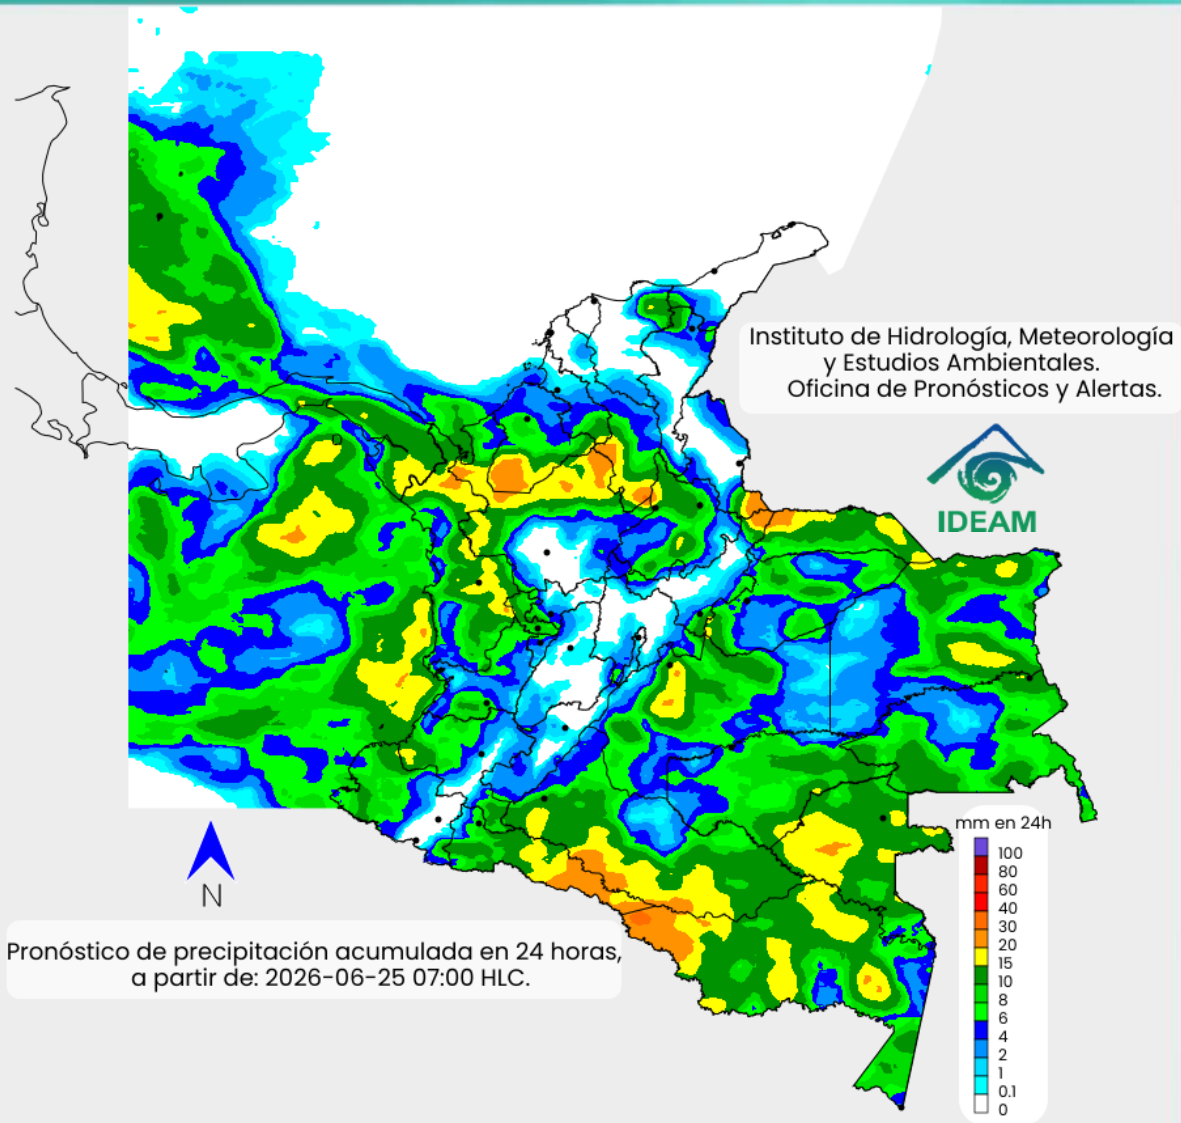 Instituto de Hidrología, Meteorología
y Estudios Ambientales.
Oficina de Pronósticos y Alertas.
IDEAM
mm en 24h
100
80
60
40
30
20
15
10
8
6
4
2
1
0.1
0
N
Pronóstico de precipitación acumulada en 24 horas,
a partir de: 2026-06-25 07:00 HLC.